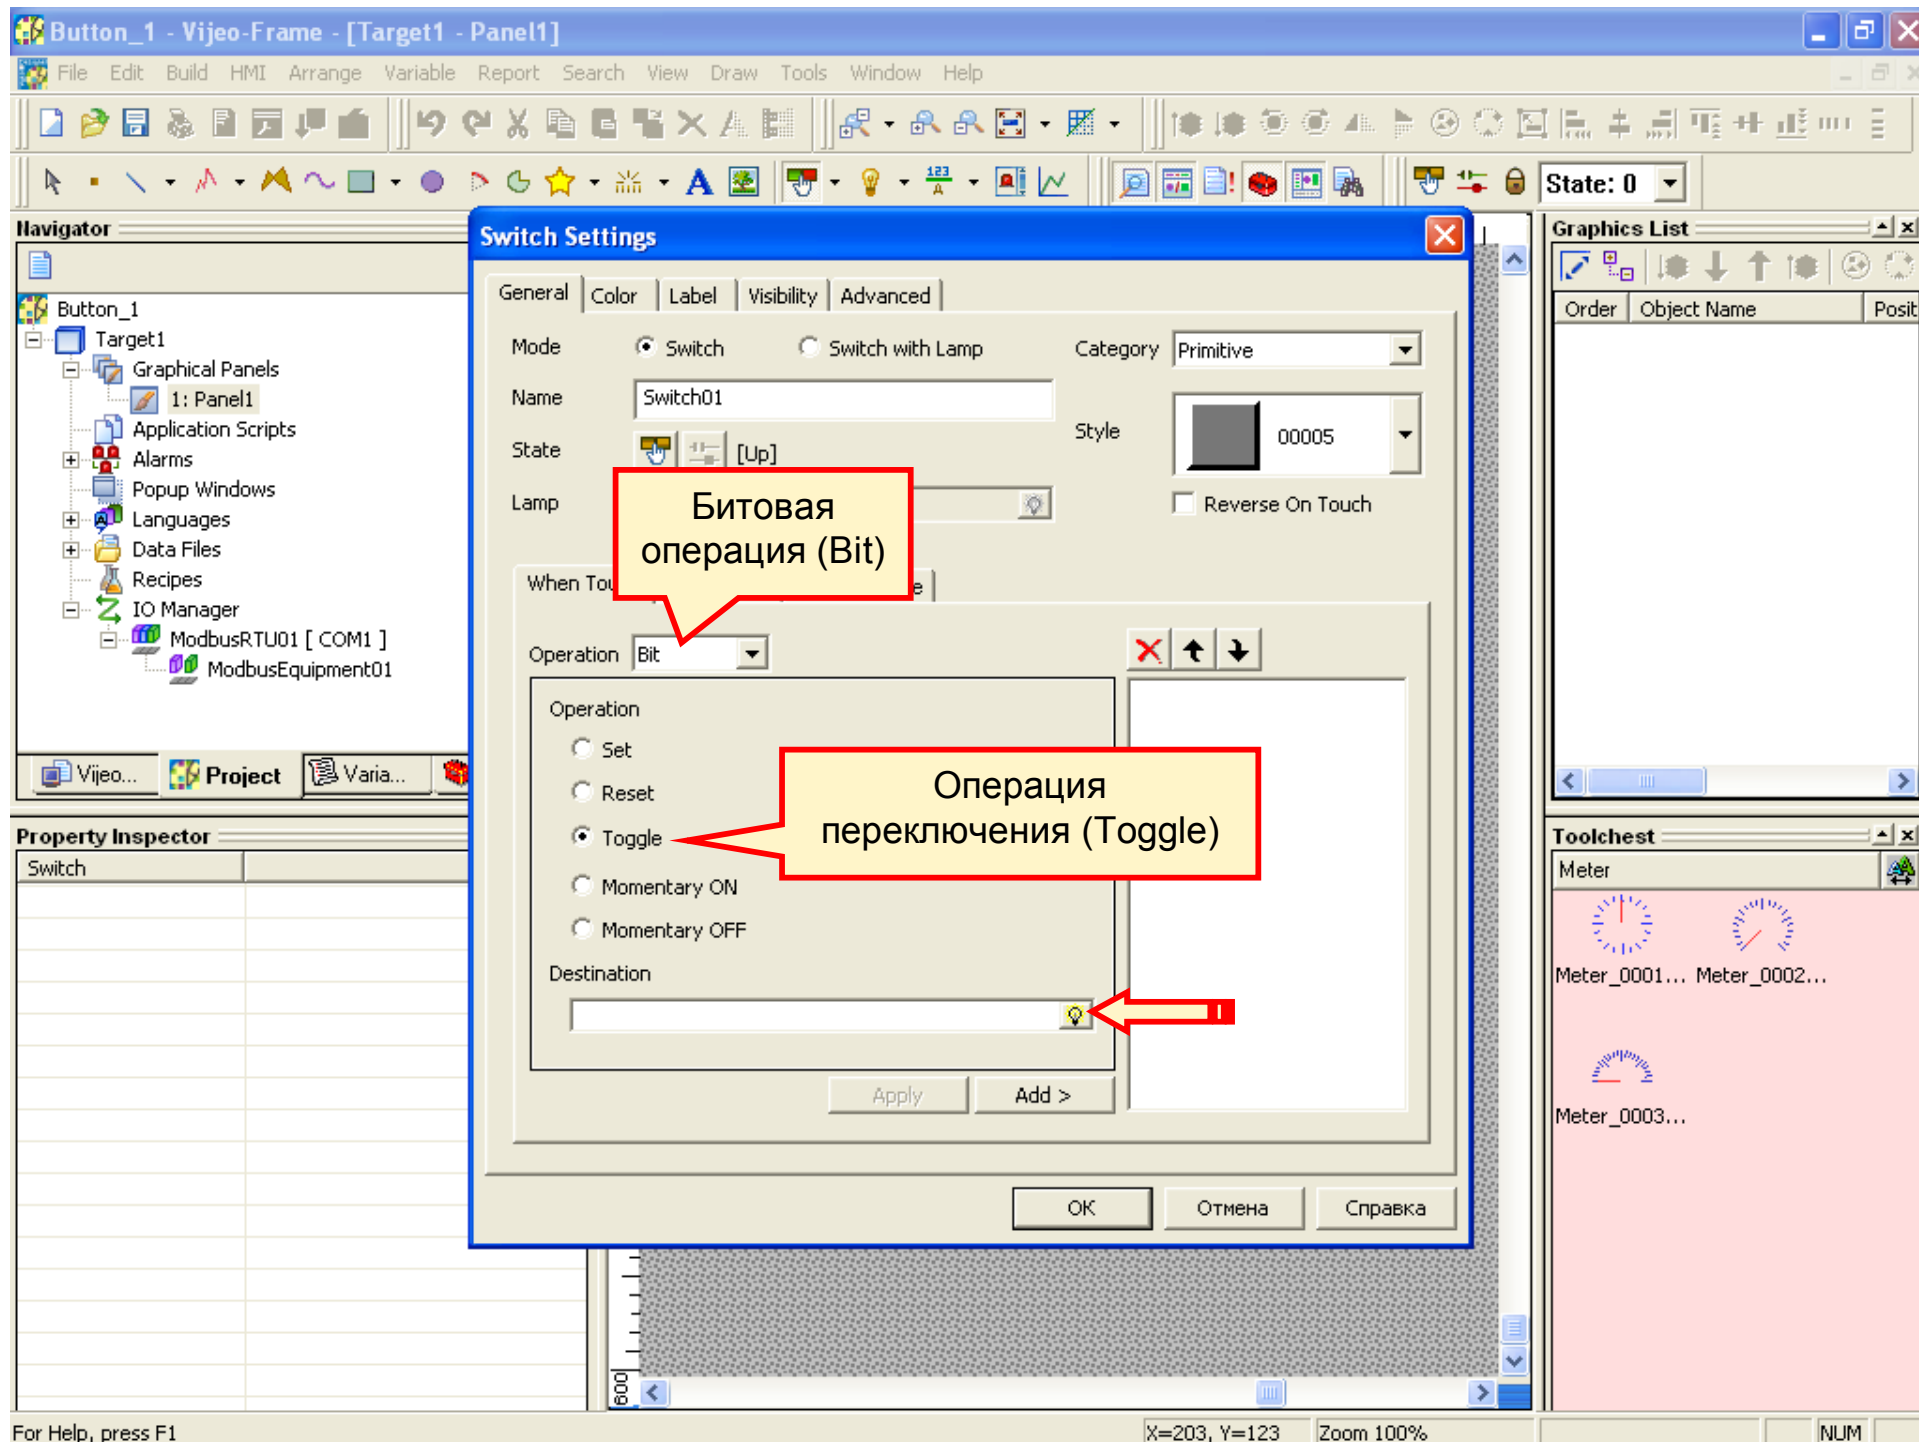 Button_1 - Vijeo-Frame - [Target1 - Panel1]
File Edit Build HMI Arrange Variable Report Search View Draw Tools Window Help
State: 0
Navigator
Button_1
Target1
Graphical Panels
1: Panel1
Application Scripts
Alarms
Popup Windows
Languages
Data Files
Recipes
IO Manager
ModbusRTU01 [ COM1 ]
ModbusEquipment01
Vijeo... Project Varia...
Property Inspector
Switch
Switch Settings
General Color Label Visibility Advanced
Mode Switch Switch with Lamp Category Primitive
Name Switch01
State [Up]
Style 00005
Lamp
Reverse On Touch
Битовая
операция (Bit)
When Tou
e
Operation Bit
Operation
Set
Reset
Toggle
Операция
переключения (Toggle)
Momentary ON
Momentary OFF
Destination
Apply Add >
OK Отмена Справка
600
Graphics List
Order Object Name Posit
Toolchest
Meter
Meter_0001... Meter_0002...
Meter_0003...
For Help, press F1 X=203, Y=123 Zoom 100% NUM